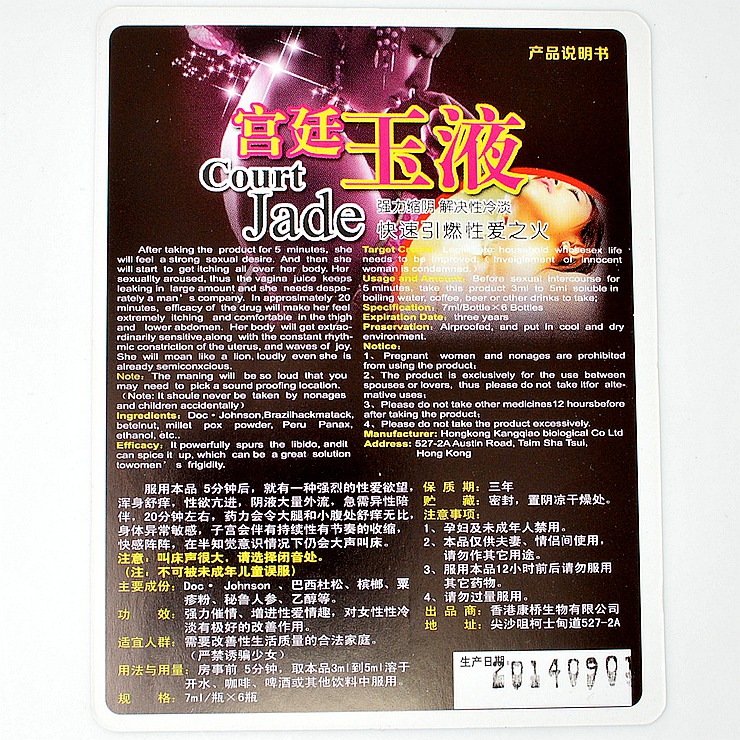 产品说明书
宫廷玉液
Court
Jade
强力缩阴 解决性冷淡
快速引燃性爱之火
After taking the product for 5 minutes, she
will feel a strong sexual desire. And then she
will start to get itching all over her body. Her
sexuality aroused, thus the vagina juice keeps
leaking in large amount and she needs despo-
rately a man's company. In approsimately 20
minutes, efficacy of the drug will make her feel
extremely itching and comfortable in the thigh
and lower abdomen. Her body will get extrao-
rdinarily sensitive,along with the constant rhyth-
mic constriction of the uterus, and waves of joy.
She will moan like a lion, loudly even she is
already semiconxcious.
Note: The maning will be so loud that you
may need to pick a sound proofing location.
(Note: It shoule never be taken by nonages
and children accidentally)
Ingredients: Doc·Johnson,Brazilhackmatack,
betelnut, millet pox powder, Peru Panax,
ethanol, etc..
Efficacy: It powerfully spurs the libido, andit
can spice it up, which can be a great solution
towomen's frigidity.
Target Legitimate household whosesex life
needs to be improved. (Inveiglement of innocent
woman is condemned.)
Usage and Amount: Before sexual intercourse for
5 minutes, take this product 3ml to 5ml soluble in
boiling water, coffee, beer or other drinks to take;
Specification: 7ml/Bottle×6 Bottles
Expiration Date: three years
Preservation: Airproofed, and put in cool and dry
environment.
Notice:
1、Pregnant women and nonages are prohibited
from using the product;
2、The product is exclusively for the use between
spouses or lovers, thus please do not take itfor alte-
rnative uses;
3、Please do not take other medicines12 hoursbefore
after taking the product;
4、Please do not take the product excessively.
Manufacturer: Hongkong Kangqiao biological Co Ltd
Address: 527-2A Austin Road, Tsim Sha Tsui,
Hong Kong
服用本品 5分钟后，就有一种强烈的性爱欲望，
浑身舒痒，性欲亢进，阴液大量外流，急需异性陪
伴，20分钟左右，药力会令大腿和小腹处舒痒无比，
身体异常敏感，子宫会伴有持续性有节奏的收缩，
快感阵阵，在半知觉意识情况下仍会大声叫床。
注意：叫床声很大、请选择闭音处。
（注：不可被未成年儿童误服）
主要成份：Doc·Johnson、巴西杜松、槟榔、粟
疹粉、秘鲁人参、乙醇等。
功 效：强力催情、增进性爱情趣，对女性性冷
淡有极好的改善作用。
适宜人群：需要改善性生活质量的合法家庭。
（严禁诱骗少女）
用法与用量：房事前 5分钟，取本品3ml到5ml溶于
开水、咖啡、啤酒或其他饮料中服用。
规 格：7ml/瓶×6瓶
保 质 期：三年
贮 藏：密封，置阴凉干燥处。
注意事项：
1、孕妇及未成年人禁用。
2、本品仅供夫妻、情侣间使用，
请勿作其它用途。
3、服用本品12小时前后请勿服用
其它药物。
4、请勿过量服用。
出 品 商：香港康桥生物有限公司
地 址：尖沙咀柯士甸道527-2A
生产日期：20140901